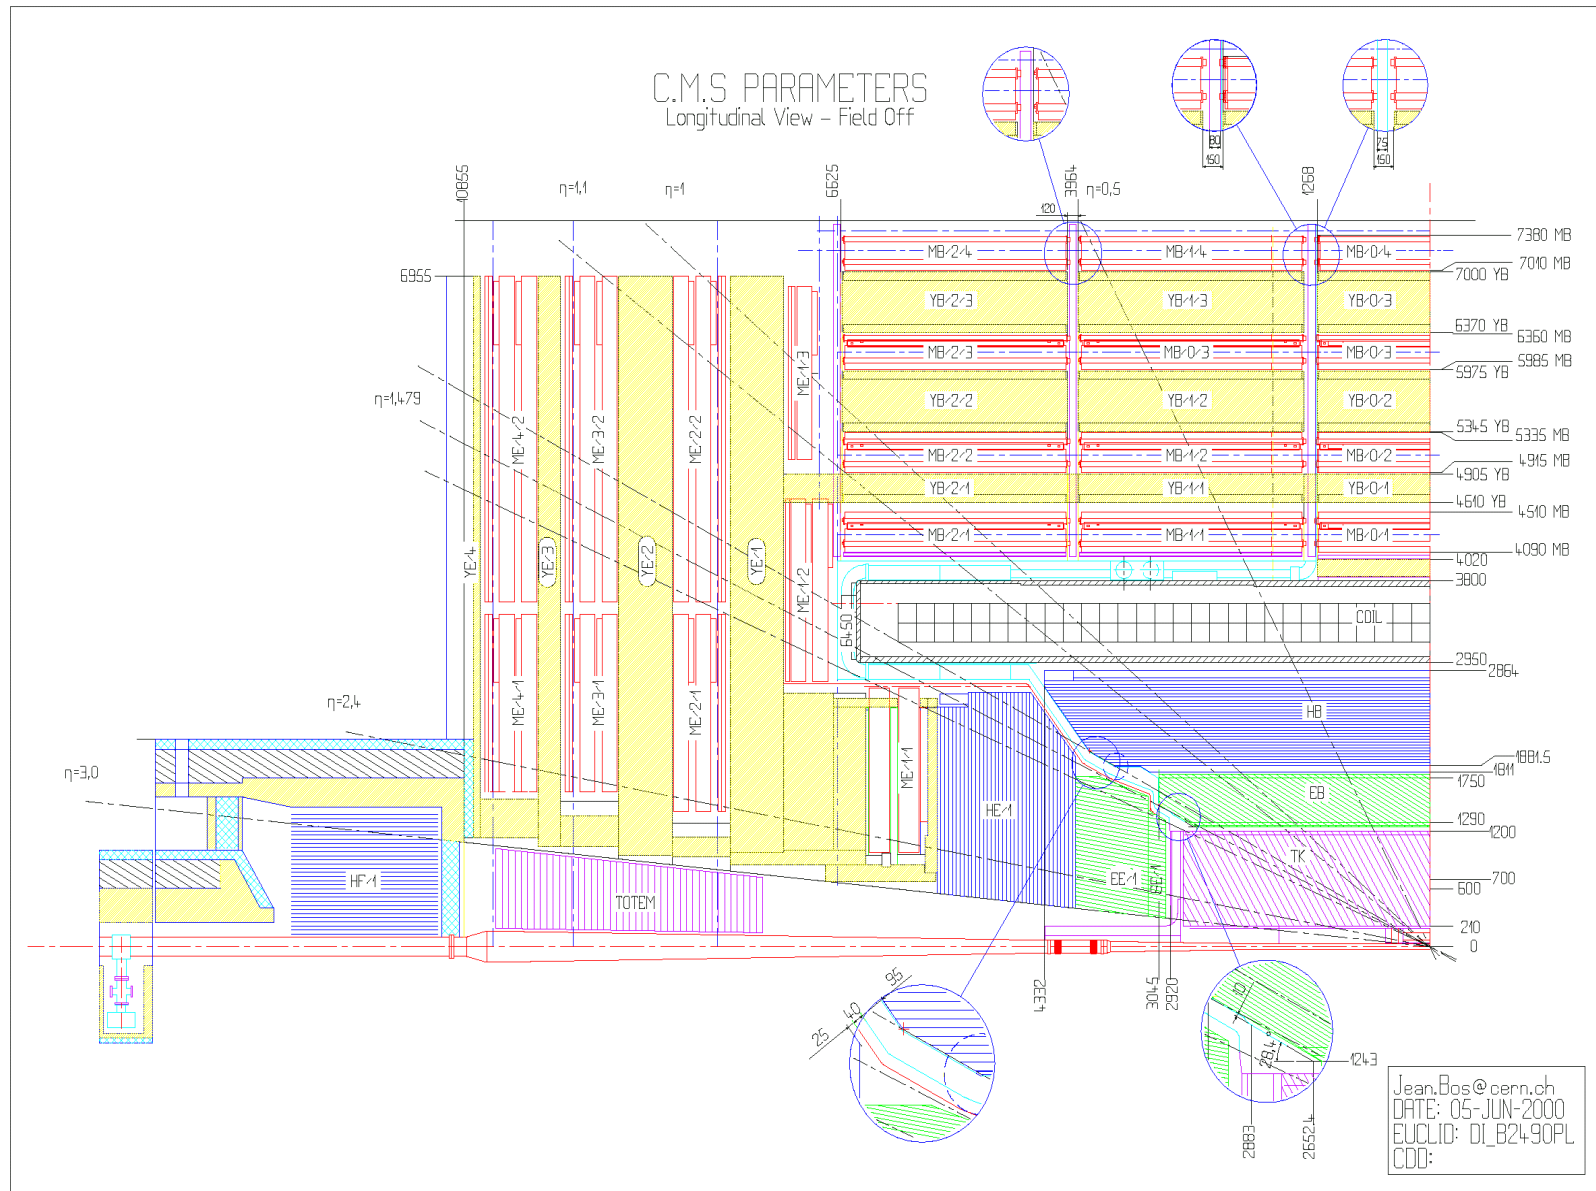 C.M.S PARAMETERS
Longitudinal View - Field Off
80
150
75
150
10855
η=1,1
η=1
6625
3964
η=0,5
1268
120
7380 MB
7010 MB
7000 YB
6370 YB
6360 MB
5985 MB
5975 YB
5345 YB
5335 MB
4915 MB
4905 YB
4610 YB
4510 MB
4090 MB
4020
3800
2950
2864
1881.5
1811
1750
1290
1200
700
600
210
0
6955
MB/2/4
MB/1/4
MB/0/4
YB/2/3
YB/1/3
YB/0/3
MB/2/3
MB/0/3
MB/0/3
YB/2/2
YB/1/2
YB/0/2
MB/2/2
MB/1/2
MB/0/2
YB/2/1
YB/1/1
YB/0/1
MB/2/1
MB/1/1
MB/0/1
η=1,479
ME/4/2
ME/3/2
ME/2/2
ME/1/3
YE/4
YE/3
YE/2
YE/1
ME/1/2
6450
COIL
ME/4/1
ME/3/1
ME/2/1
ME/1/1
η=2,4
η=3,0
HB
EB
HE/1
TK
EE/1
SE/1
HF/1
TOTEM
4332
3045
2920
95
40
25
10
28,4
1243
2883
2652,4
Jean.Bos@cern.ch
DATE: 05-JUN-2000
EUCLID: DI_B2490PL
CDD: